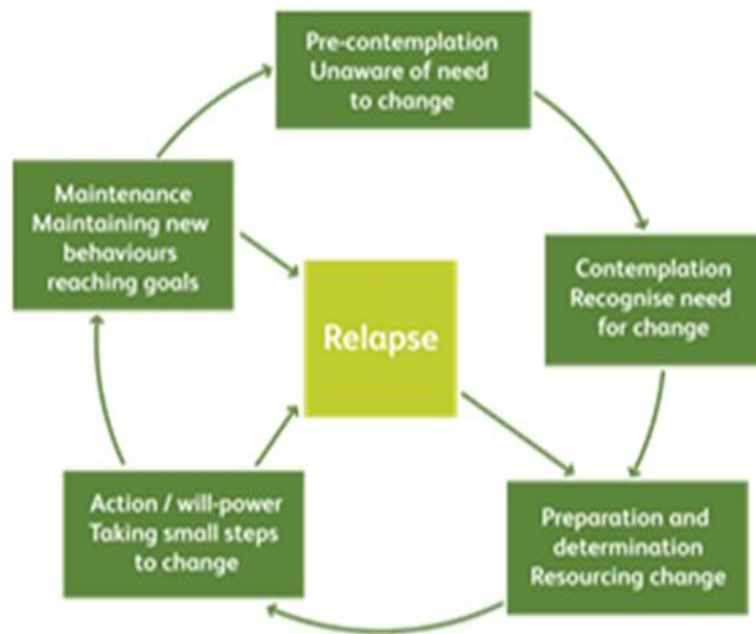 Pre-contemplation
Unaware of need
to change
Contemplation
Recognise need
for change
Preparation and
determination
Resourcing change
Action / will-power
Taking small steps
to change
Maintenance
Maintaining new
behaviours
reaching goals
Relapse